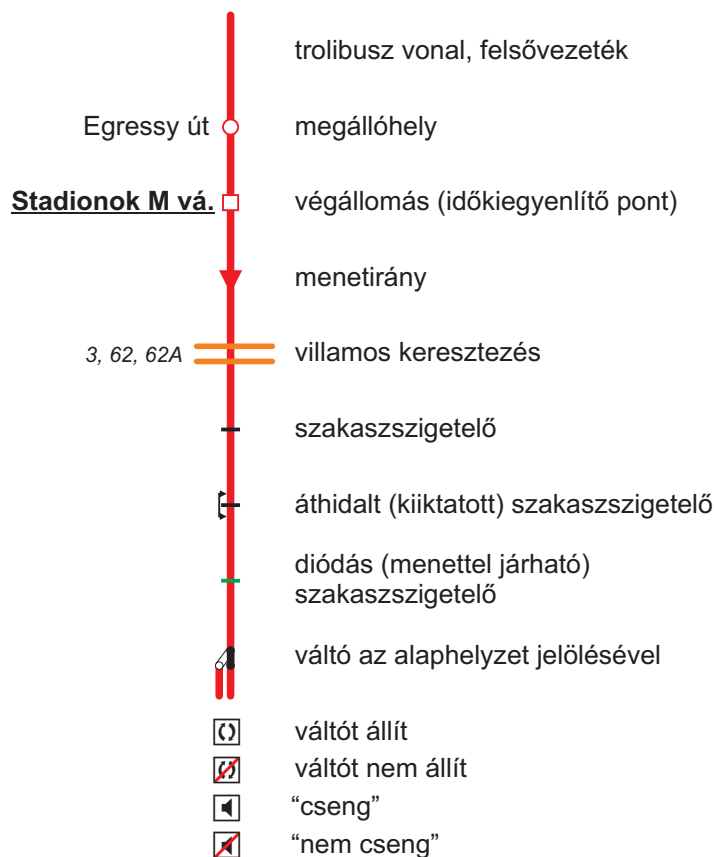 trolibusz vonal, felsővezeték
Egressy út megállóhely
Stadionok M vá. végállomás (időkiegyenlítő pont)
menetirány
3, 62, 62A villamos keresztezés
szakaszszigetelő
áthidalt (kiiktatott) szakaszszigetelő
diódás (menettel járható)
szakaszszigetelő
váltó az alaphelyzet jelölésével
váltót állít
váltót nem állít
“cseng”
“nem cseng”